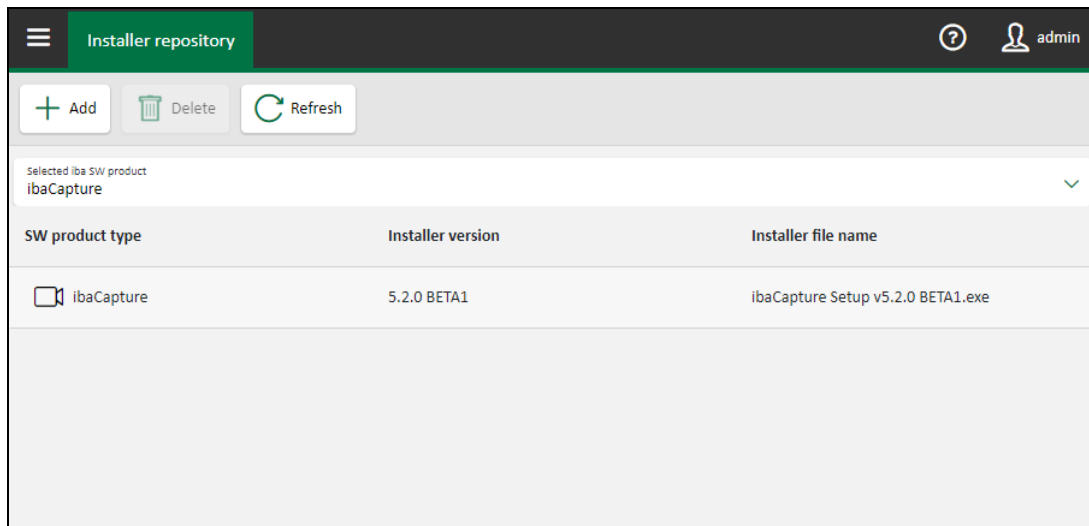 Installer repository
admin
Add
Delete
Refresh
Selected iba SW product
ibaCapture
SW product type
Installer version
Installer file name
ibaCapture
5.2.0 BETA1
ibaCapture Setup v5.2.0 BETA1.exe